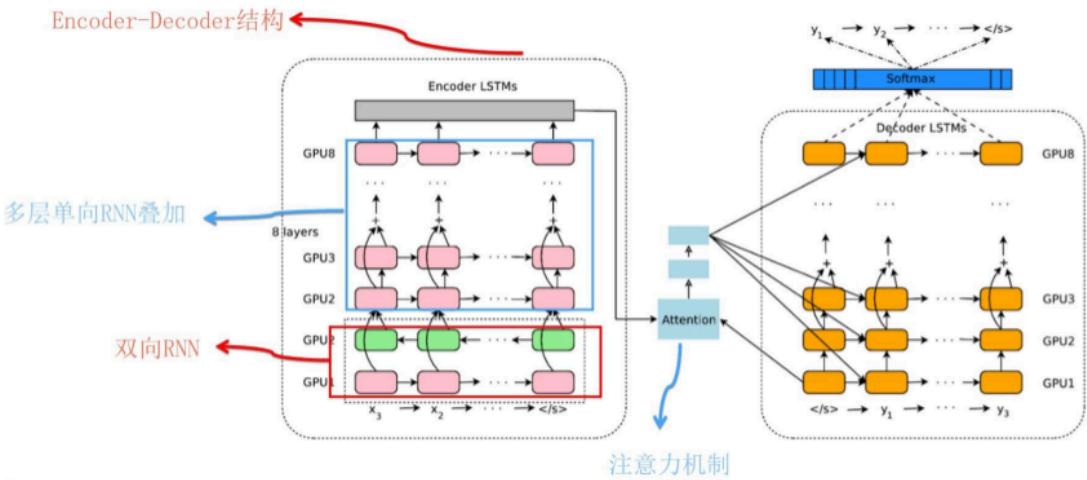 Encoder-Decoder结构
y₁ → y₂ → ··· → </s>
Softmax
Encoder LSTMs
Decoder LSTMs
GPU8
GPU8
多层单向RNN叠加
8 layers
GPU3
GPU2
GPU3
Attention
GPU2
GPU2
双向RNN
GPU1
GPU1
x₃ → x₂ → ··· → </s>
</s> → y₁ → ··· → y₃
注意力机制